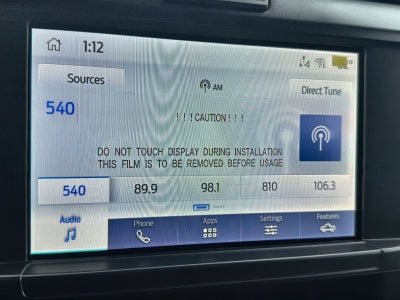 1:12
Sources
AM
Direct Tune
540
!!!CAUTION!!!
DO NOT TOUCH DISPLAY DURING INSTALLATION
THIS FILM IS TO BE REMOVED BEFORE USAGE
540 89.9 98.1 810 106.3
Audio Phone Apps Settings Features